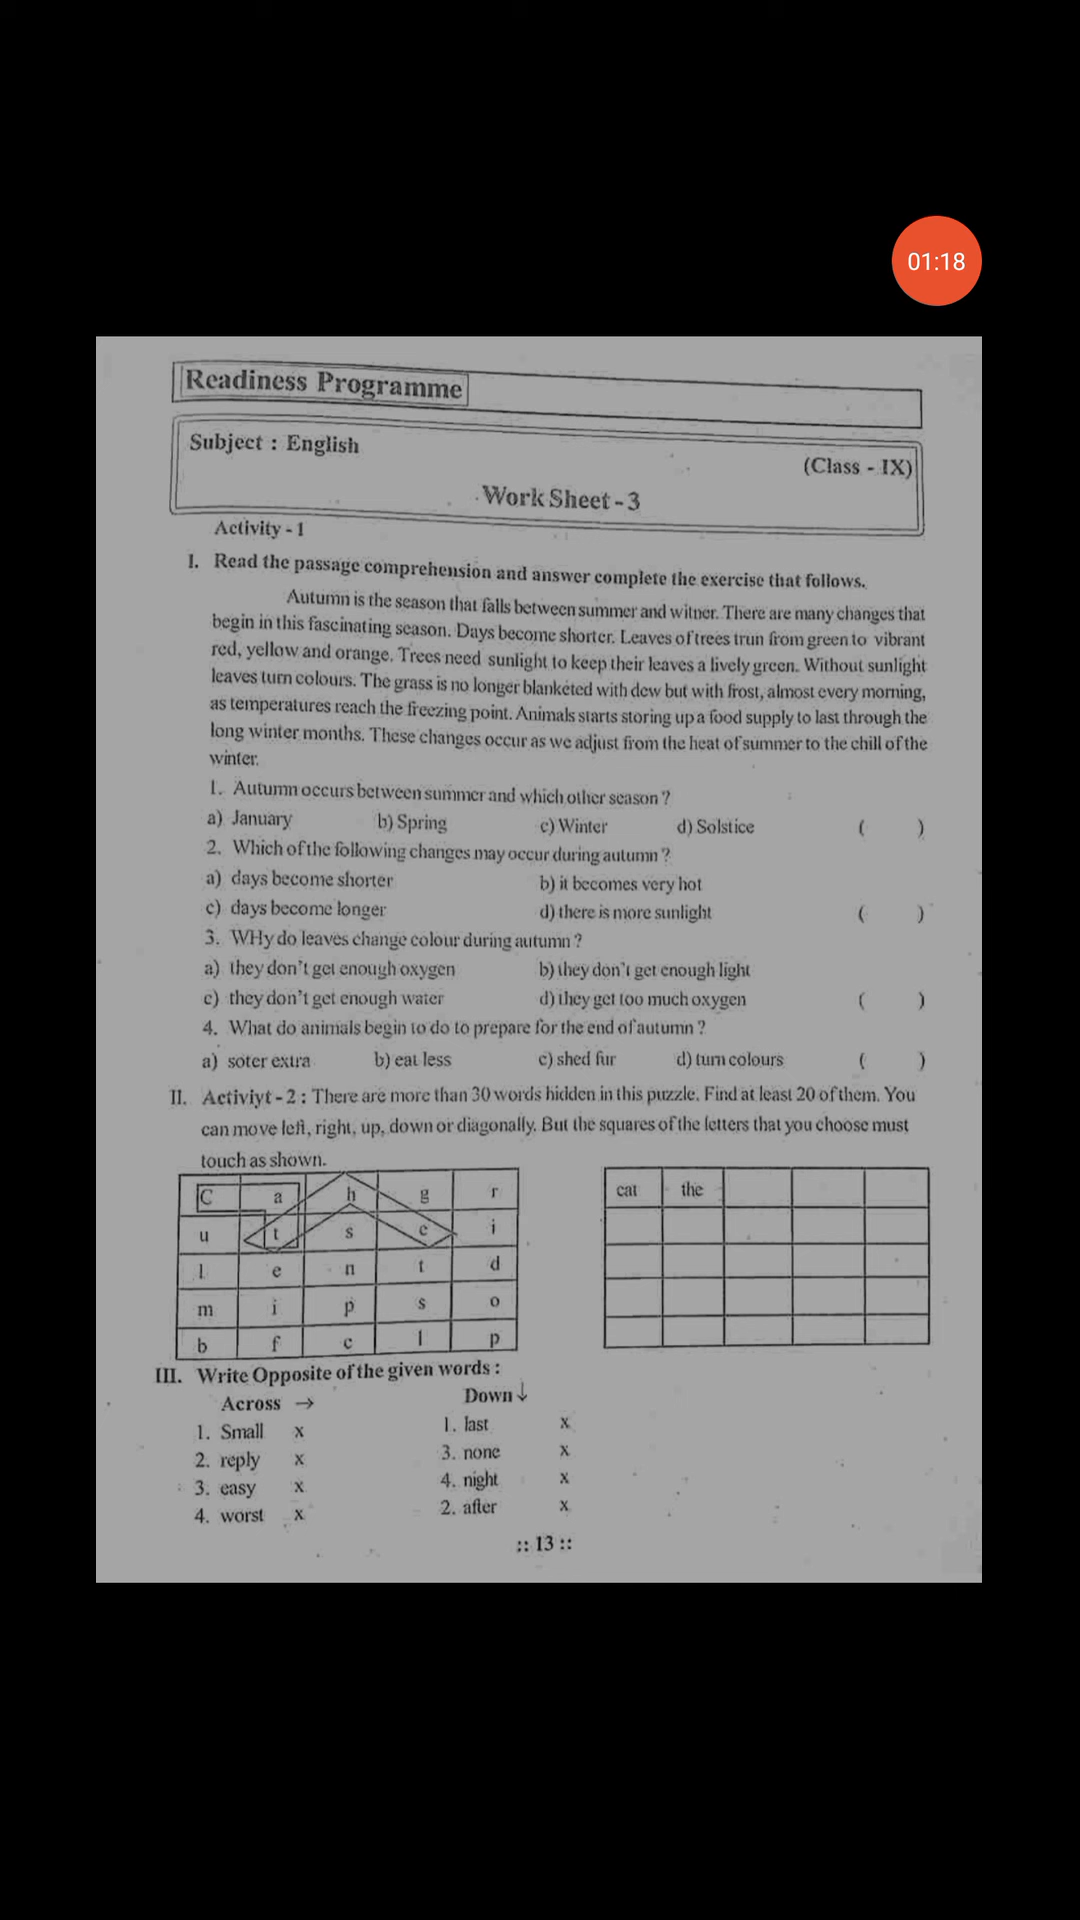 01:18
Readiness Programme
Subject : English
(Class - IX)
Work Sheet - 3
Activity - 1
I. Read the passage comprehension and answer complete the exercise that follows.
Autumn is the season that falls between summer and witner. There are many changes that
begin in this fascinating season. Days become shorter. Leaves of trees trun from green to vibrant
red, yellow and orange. Trees need sunlight to keep their leaves a lively green. Without sunlight
leaves turn colours. The grass is no longer blanketed with dew but with frost, almost every morning,
as temperatures reach the freezing point. Animals starts storing up a food supply to last through the
long winter months. These changes occur as we adjust from the heat of summer to the chill of the
winter.
1. Autumn occurs between summer and which other season ?
a) January b) Spring c) Winter d) Solstice ( )
2. Which of the following changes may occur during autumn ?
a) days become shorter b) it becomes very hot
c) days become longer d) there is more sunlight ( )
3. WHy do leaves change colour during autumn ?
a) they don't get enough oxygen b) they don't get enough light
c) they don't get enough water d) they get too much oxygen ( )
4. What do animals begin to do to prepare for the end of autumn ?
a) soter extra b) eat less c) shed fur d) turn colours ( )
II. Activiyt - 2 : There are more than 30 words hidden in this puzzle. Find at least 20 of them. You
can move left, right, up, down or diagonally. But the squares of the letters that you choose must
touch as shown.
C a h g r
u t s e i
l e n t d
m i p s o
b f c l p
cat the
III. Write Opposite of the given words :
Across → Down ↓
1. Small x 1. last x
2. reply x 3. none x
3. easy x 4. night x
4. worst x 2. after x
:: 13 ::